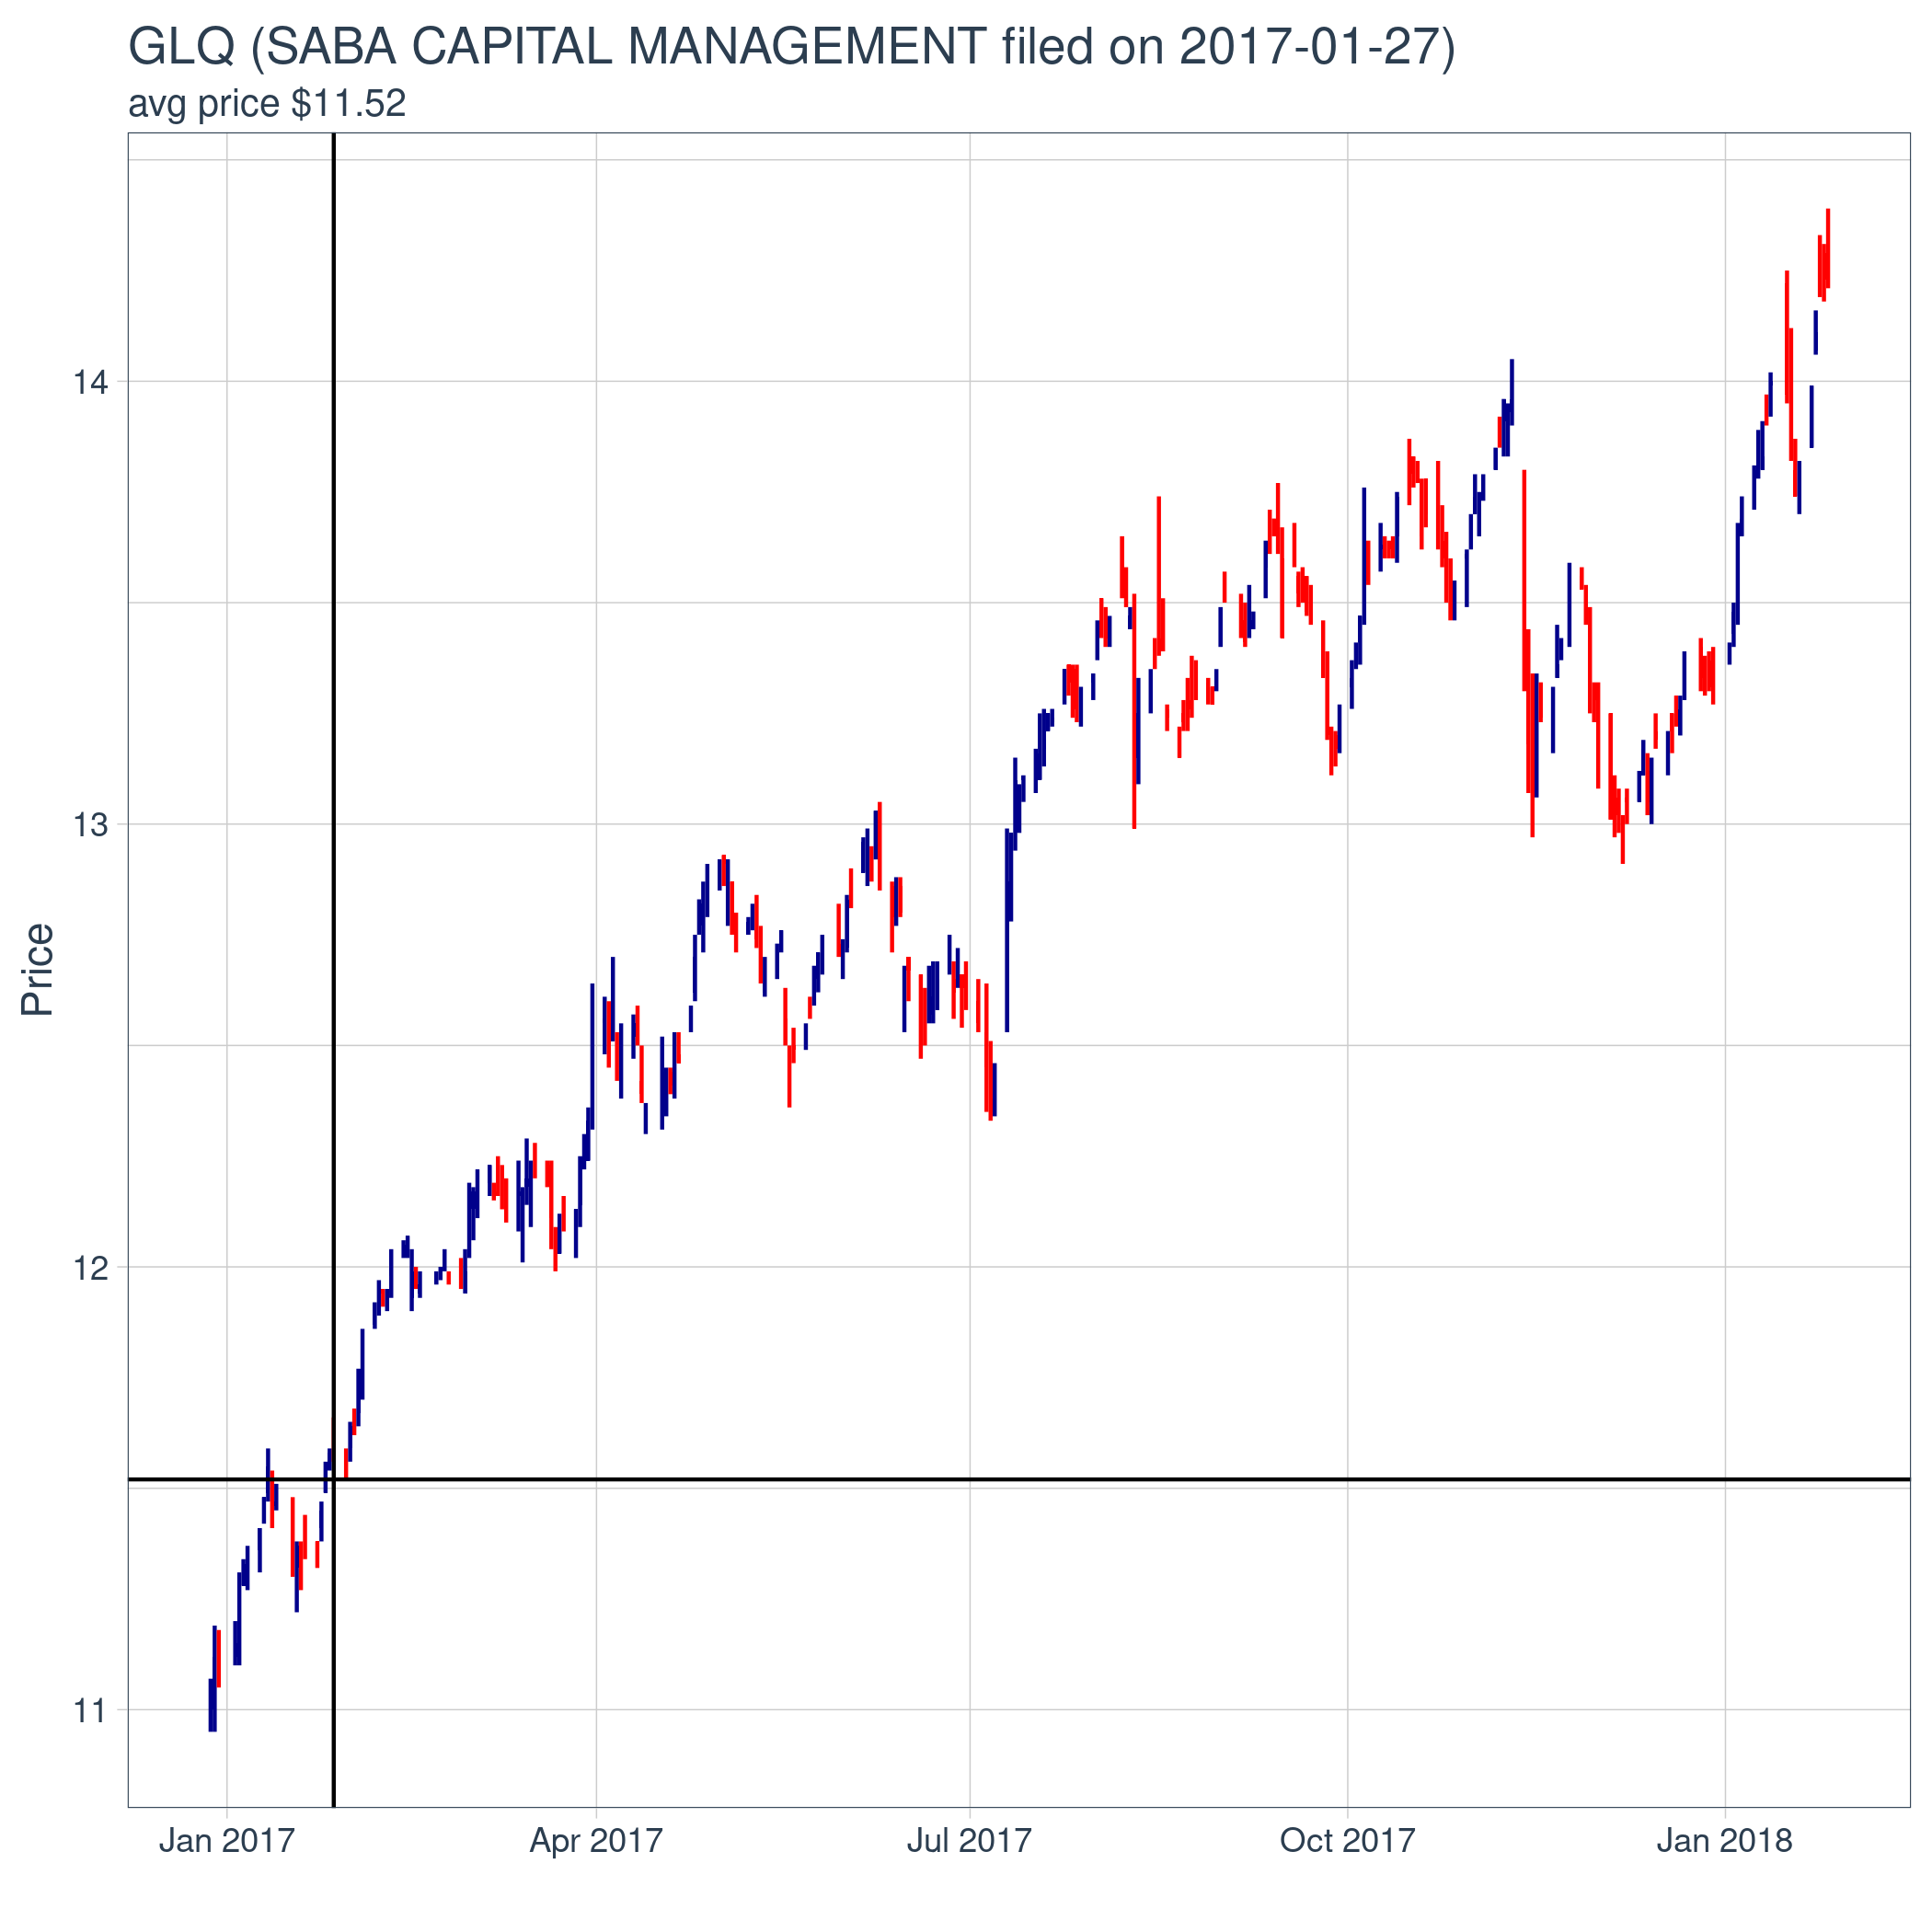 GLQ (SABA CAPITAL MANAGEMENT filed on 2017-01-27)
avg price $11.52
Price
14
13
12
11
Jan 2017
Apr 2017
Jul 2017
Oct 2017
Jan 2018